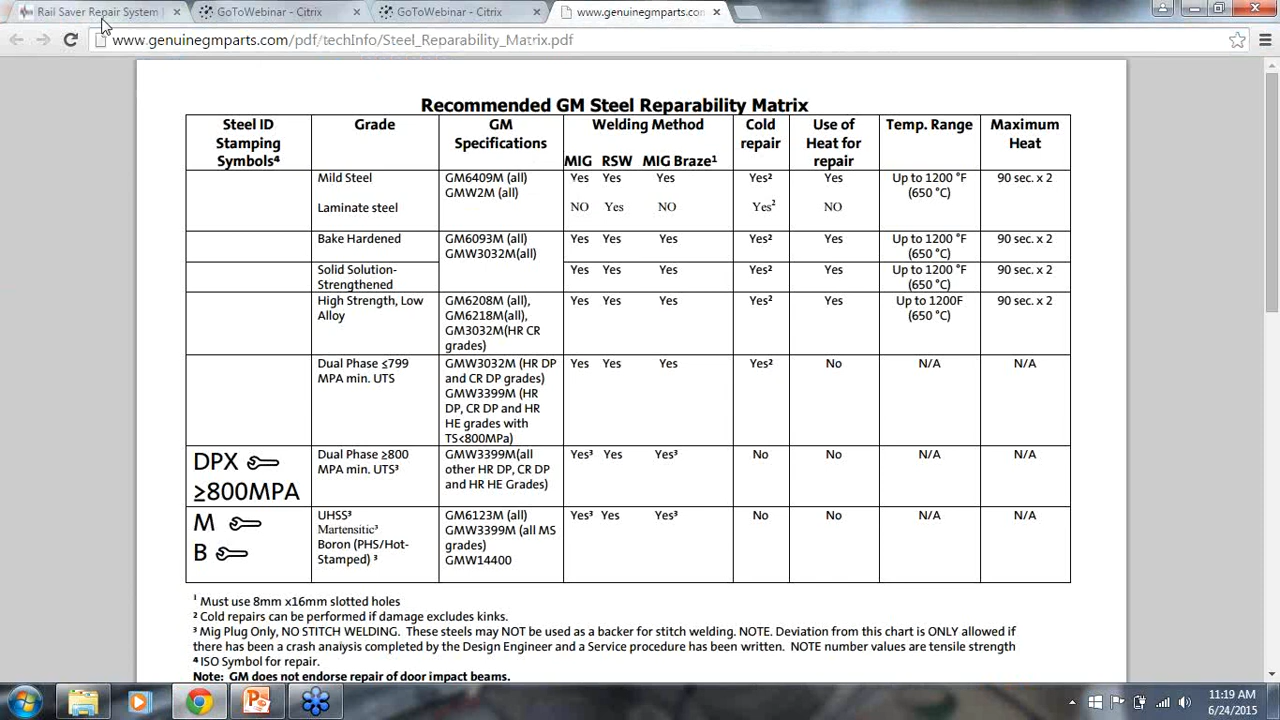 Rail Saver Repair System
GoToWebinar - Citrix
GoToWebinar - Citrix
www.genuinegmparts.co
www.genuinegmparts.com/pdf/techInfo/Steel_Reparability_Matrix.pdf
Recommended GM Steel Reparability Matrix
Steel ID Stamping Symbols⁴ Grade GM Specifications Welding Method Cold repair Use of Heat for repair Temp. Range Maximum Heat
MIG RSW MIG Braze¹
Mild Steel GM6409M (all) Yes Yes Yes Yes² Yes Up to 1200 °F 90 sec. x 2
GMW2M (all) (650 °C)
Laminate steel NO Yes NO Yes² NO
Bake Hardened GM6093M (all) Yes Yes Yes Yes² Yes Up to 1200 °F 90 sec. x 2
GMW3032M(all) (650 °C)
Solid Solution- Yes Yes Yes Yes² Yes Up to 1200 °F 90 sec. x 2
Strengthened (650 °C)
High Strength, Low GM6208M (all), Yes Yes Yes Yes² Yes Up to 1200F 90 sec. x 2
Alloy GM6218M(all), (650 °C)
GM3032M(HR CR
grades)
Dual Phase ≤799 GMW3032M (HR DP Yes Yes Yes Yes² No N/A N/A
MPA min. UTS and CR DP grades)
GMW3399M (HR
DP, CR DP and HR
HE grades with
TS<800MPa)
DPX Dual Phase ≥800 GMW3399M(all Yes³ Yes Yes³ No No N/A N/A
MPA min. UTS³ other HR DP, CR DP
≥800MPA and HR HE Grades)
M UHSS³ GM6123M (all) Yes³ Yes Yes³ No No N/A N/A
Martensitic³ GMW3399M (all MS
B Boron (PHS/Hot- grades)
Stamped) ³ GMW14400
¹ Must use 8mm x16mm slotted holes
² Cold repairs can be performed if damage excludes kinks.
³ Mig Plug Only, NO STITCH WELDING. These steels may NOT be used as a backer for stitch welding. NOTE. Deviation from this chart is ONLY allowed if
there has been a crash analysis completed by the Design Engineer and a Service procedure has been written. NOTE number values are tensile strength
⁴ ISO Symbol for repair.
Note: GM does not endorse repair of door impact beams.
11:19 AM
6/24/2015